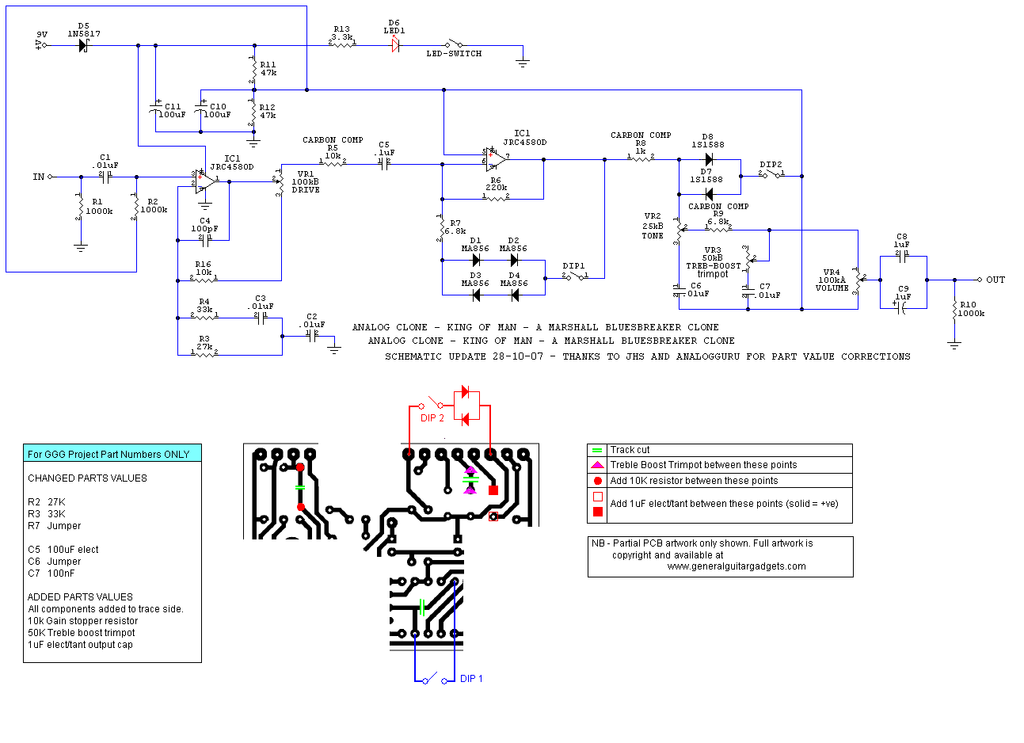 9V
+V
D5
1N5817
R13
3.3k
D6
LED1
LED-SWITCH
R11
47k
C11
100uF
C10
100uF
R12
47k
C1
.01uF
IN
R1
1000k
R2
1000k
IC1
JRC4580D
C4
100pF
R16
10k
R4
33k
C3
.01uF
R3
27k
C2
.01uF
VR1
100kB
DRIVE
CARBON COMP
R5
10k
C5
.1uF
IC1
JRC4580D
R6
220k
R7
6.8k
D1
MA856
D2
MA856
D3
MA856
D4
MA856
DIP1
CARBON COMP
R8
1k
D8
1S1588
D7
1S1588
DIP2
CARBON COMP
R9
6.8k
VR2
25kB
TONE
VR3
50kB
TREB-BOOST
trimpot
C6
.01uF
C7
.01uF
VR4
100kA
VOLUME
C8
1uF
C9
1uF
OUT
R10
1000k
ANALOG CLONE - KING OF MAN - A MARSHALL BLUESBREAKER CLONE
ANALOG CLONE - KING OF MAN - A MARSHALL BLUESBREAKER CLONE
SCHEMATIC UPDATE 28-10-07 - THANKS TO JHS AND ANALOGGURU FOR PART VALUE CORRECTIONS
For GGG Project Part Numbers ONLY
CHANGED PARTS VALUES
R2 27K
R3 33K
R7 Jumper
C5 100uF elect
C6 Jumper
C7 100nF
ADDED PARTS VALUES
All components added to trace side.
10k Gain stopper resistor
50K Treble boost trimpot
1uF elect/tant output cap
DIP 2
DIP 1
Track cut
Treble Boost Trimpot between these points
Add 10K resistor between these points
Add 1uF elect/tant between these points (solid = +ve)
NB - Partial PCB artwork only shown. Full artwork is
copyright and available at
www.generalguitargadgets.com